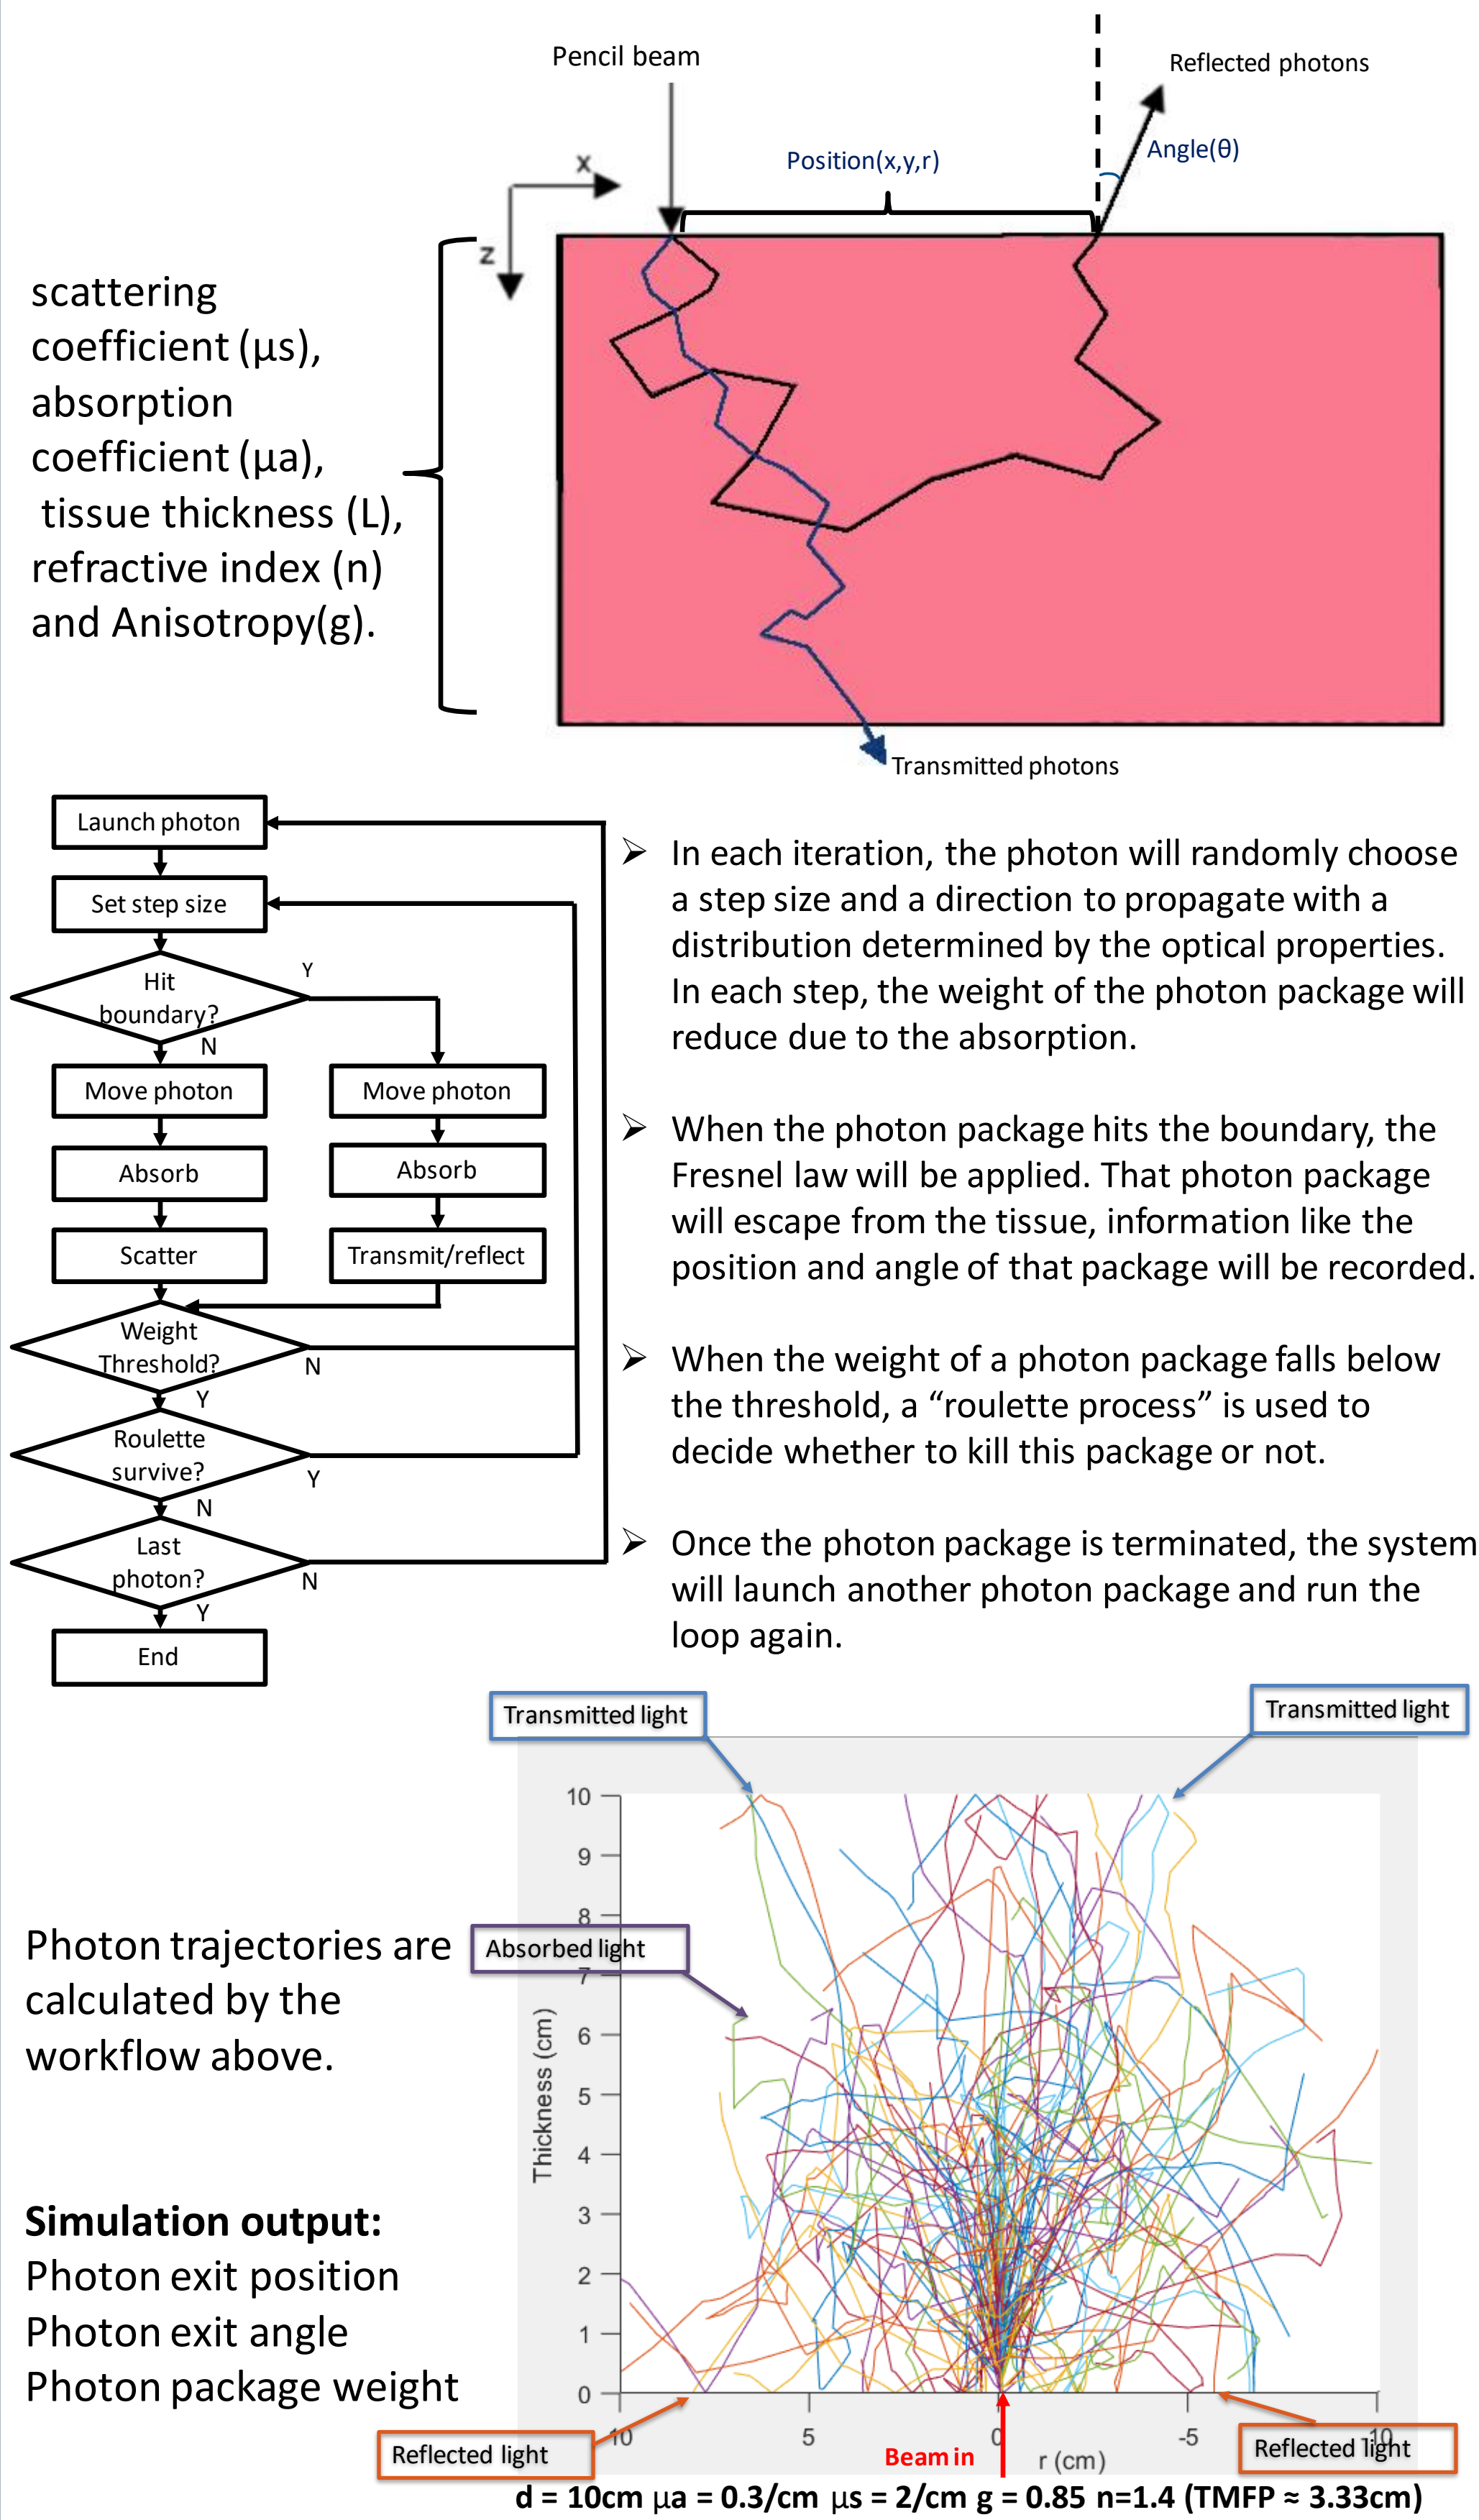 Pencil beam
Reflected photons
Position(x,y,r)
Angle(θ)
x
z
scattering
coefficient (μs),
absorption
coefficient (μa),
tissue thickness (L),
refractive index (n)
and Anisotropy(g).
Transmitted photons
Launch photon
Set step size
Hit
boundary?
Y
N
Move photon
Move photon
Absorb
Absorb
Scatter
Transmit/reflect
Weight
Threshold?
N
Y
Roulette
survive?
Y
N
Last
photon?
N
Y
End
➢ In each iteration, the photon will randomly choose
a step size and a direction to propagate with a
distribution determined by the optical properties.
In each step, the weight of the photon package will
reduce due to the absorption.
➢ When the photon package hits the boundary, the
Fresnel law will be applied. That photon package
will escape from the tissue, information like the
position and angle of that package will be recorded.
➢ When the weight of a photon package falls below
the threshold, a “roulette process” is used to
decide whether to kill this package or not.
➢ Once the photon package is terminated, the system
will launch another photon package and run the
loop again.
Photon trajectories are
calculated by the
workflow above.
Simulation output:
Photon exit position
Photon exit angle
Photon package weight
Transmitted light
Transmitted light
Absorbed light
Thickness (cm)
10
9
8
7
6
5
4
3
2
1
0
10
5
0
-5
-10
Reflected light
Beam in
r (cm)
Reflected light
d = 10cm μa = 0.3/cm μs = 2/cm g = 0.85 n=1.4 (TMFP ≈ 3.33cm)